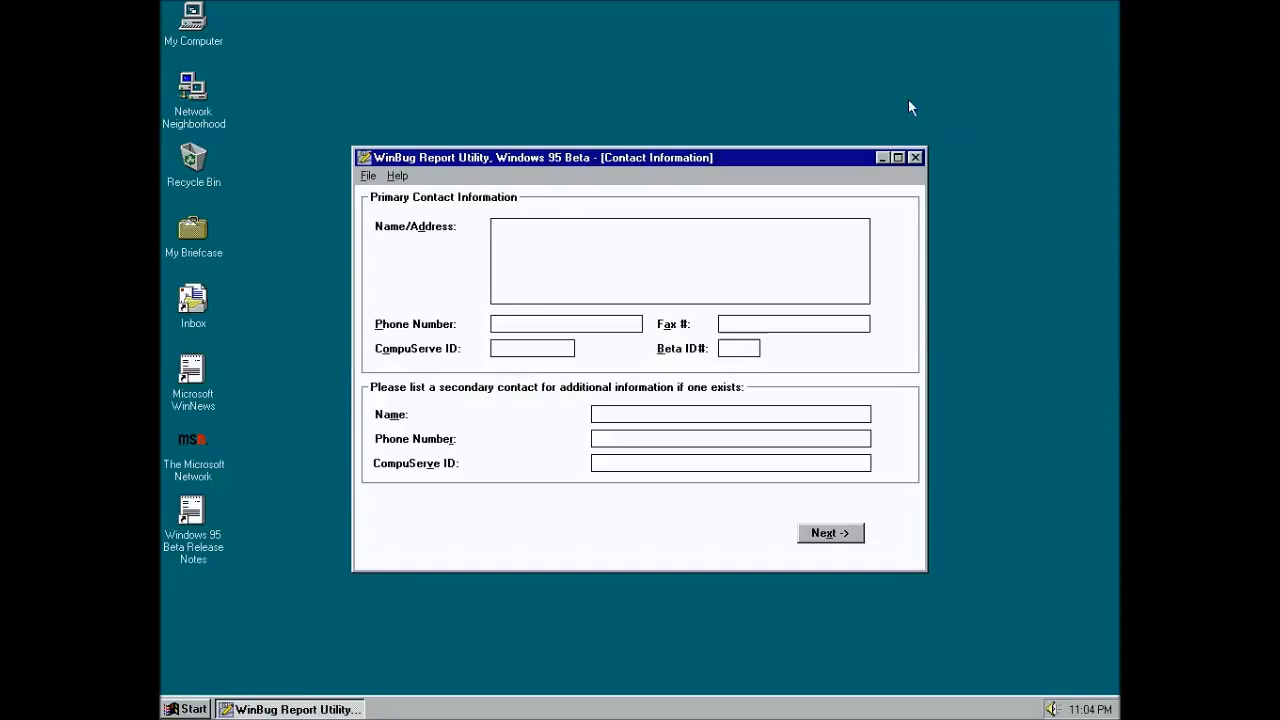 My Computer
Network
Neighborhood
Recycle Bin
My Briefcase
Inbox
Microsoft
WinNews
msn.
The Microsoft
Network
Windows 95
Beta Release
Notes
WinBug Report Utility, Windows 95 Beta - [Contact Information]
File Help
Primary Contact Information
Name/Address:
Phone Number: Fax #:
CompuServe ID: Beta ID#:
Please list a secondary contact for additional information if one exists:
Name:
Phone Number:
CompuServe ID:
Next ->
Start WinBug Report Utility... 11:04 PM